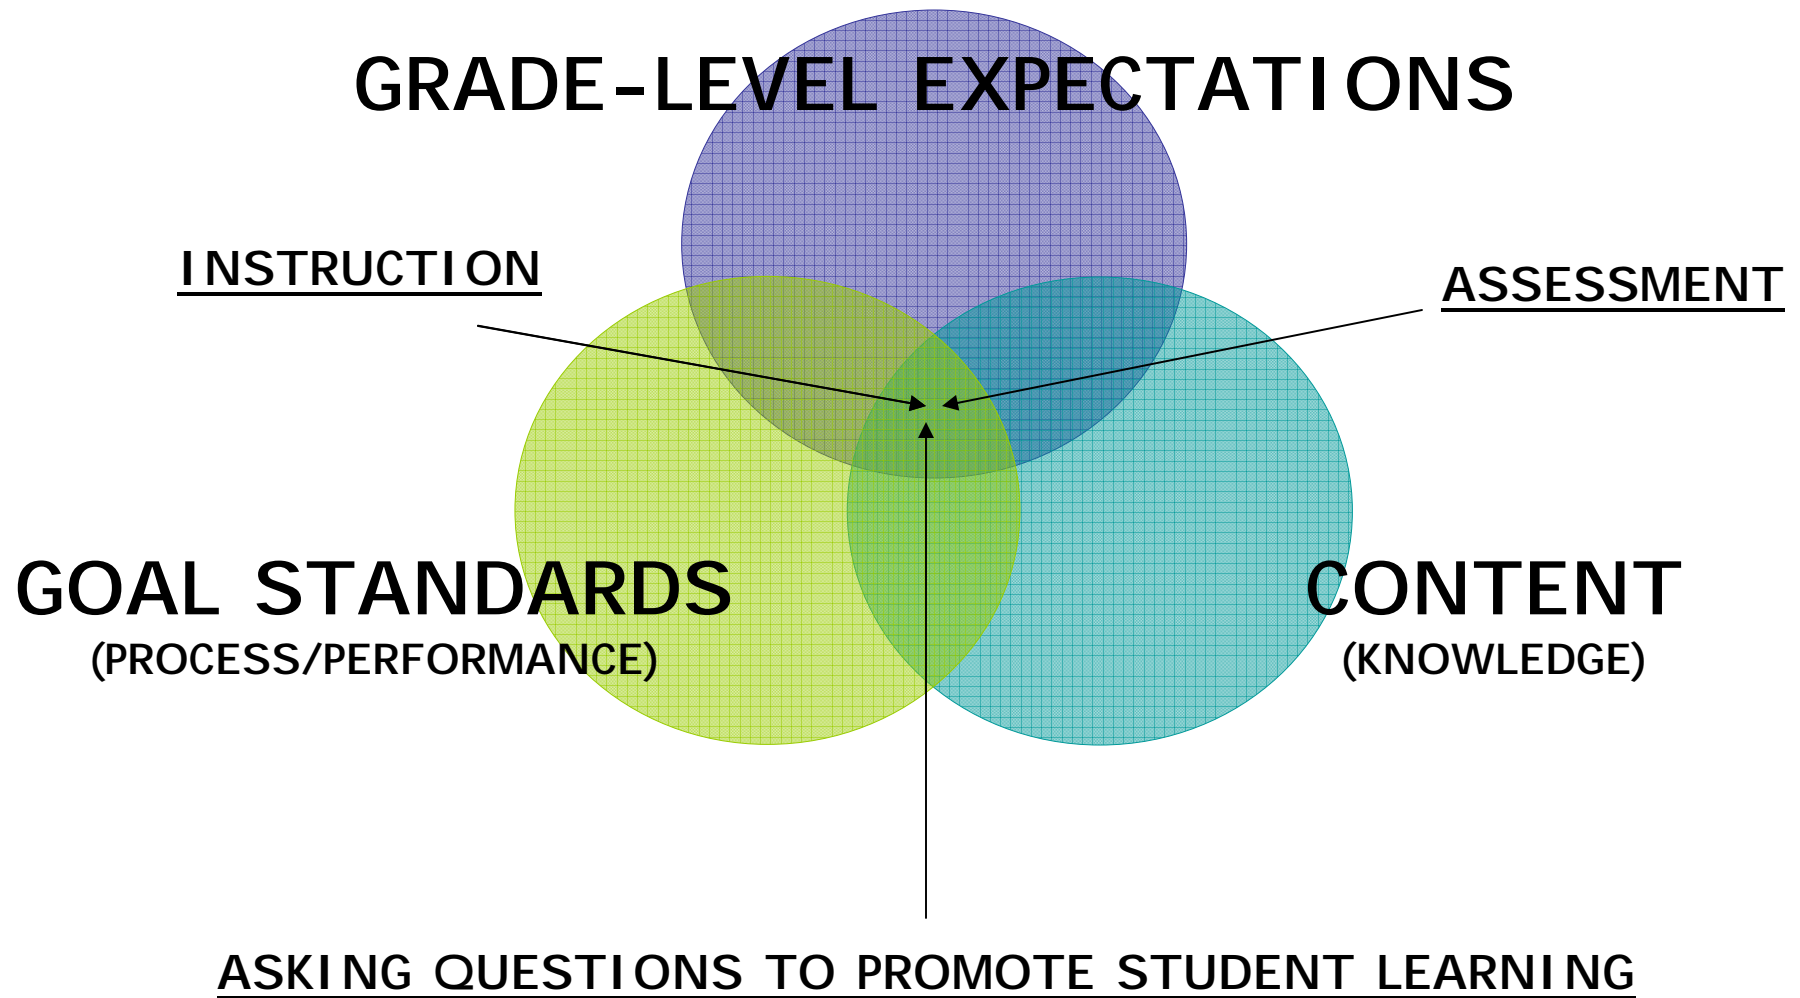 GRADE-LEVEL EXPECTATIONS
INSTRUCTION
ASSESSMENT
GOAL STANDARDS
(PROCESS/PERFORMANCE)
CONTENT
(KNOWLEDGE)
ASKING QUESTIONS TO PROMOTE STUDENT LEARNING